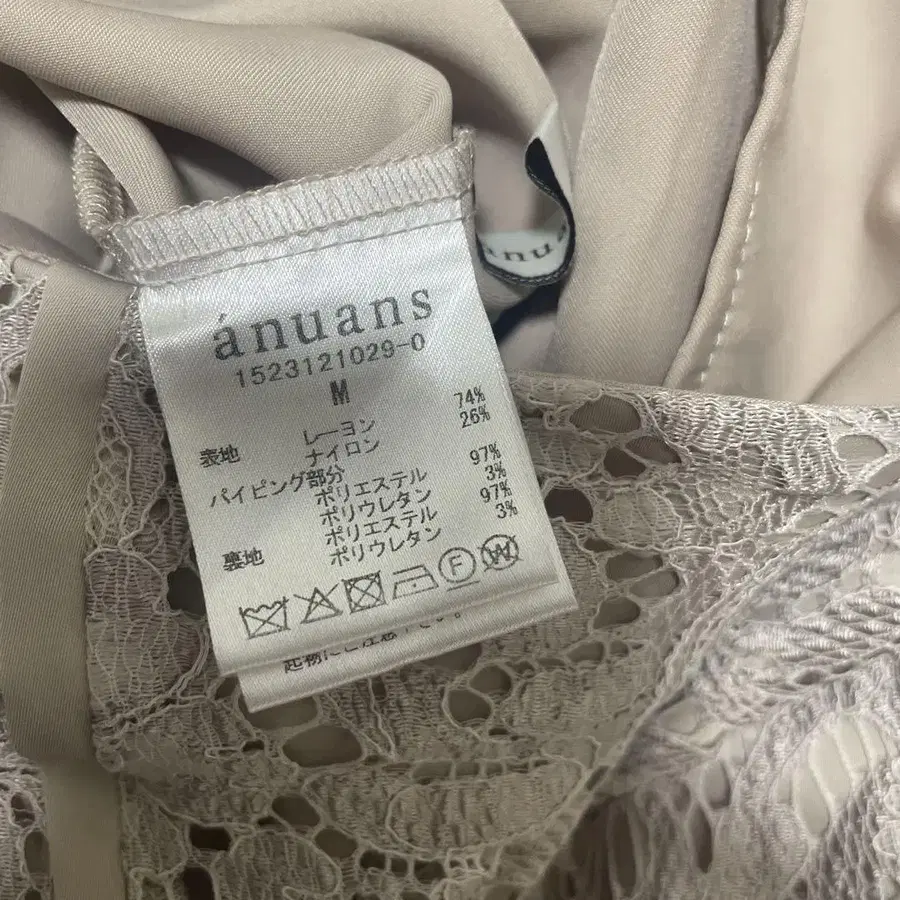 ánuans
1523121029-0
M
表地 レーヨン 74%
ナイロン 26%
パイピング部分
ポリエステル 97%
ポリウレタン 3%
裏地 ポリエステル 97%
ポリウレタン 3%
F W
ánua